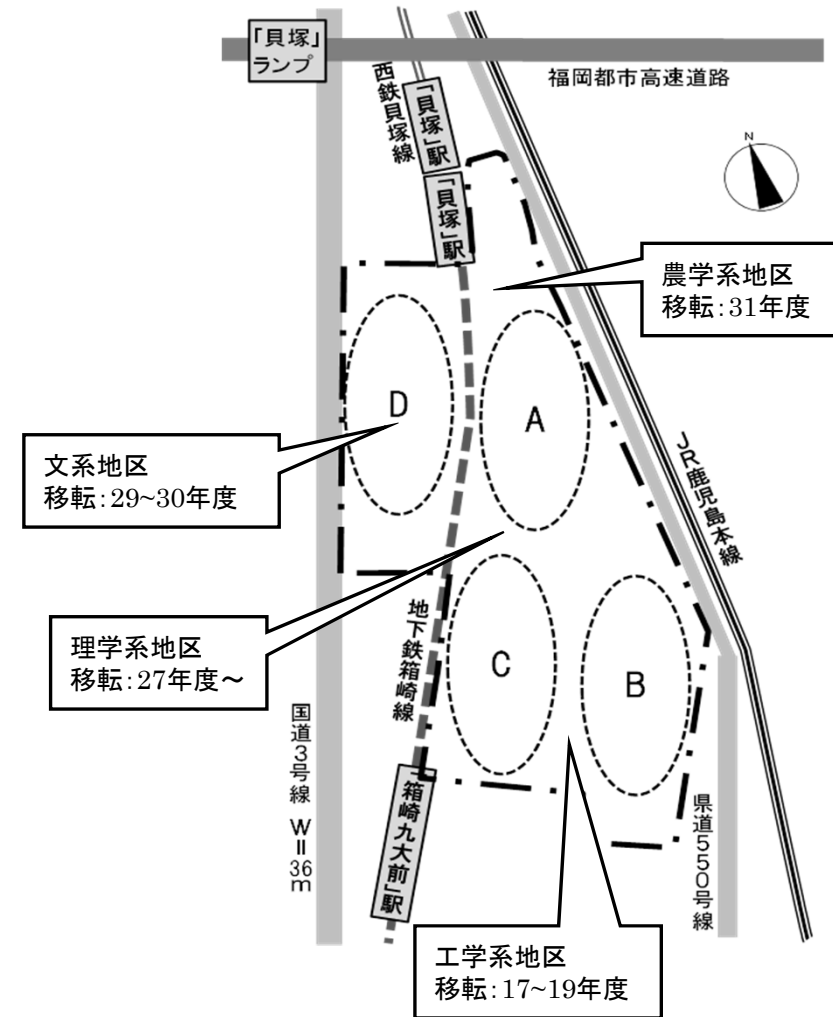 「貝塚」
ランプ
福岡都市高速道路
西鉄貝塚線
「貝塚」駅
「貝塚」駅
N
農学系地区
移転:31年度
D
A
JR鹿児島本線
文系地区
移転:29~30年度
理学系地区
移転:27年度～
地下鉄箱崎線
C
B
国道3号線 W=36m
「箱崎九大前」駅
県道550号線
工学系地区
移転:17~19年度